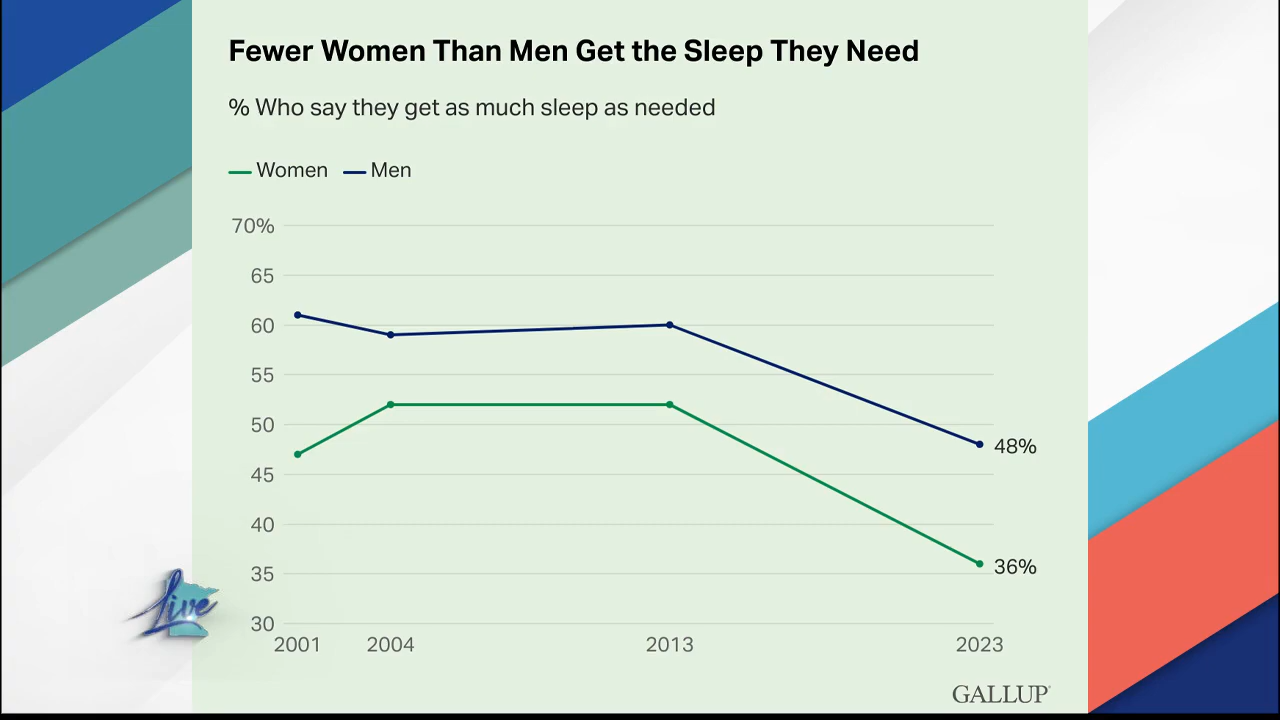 Fewer Women Than Men Get the Sleep They Need
% Who say they get as much sleep as needed
Women Men
70%
65
60
55
50
45
40
35
30
48%
36%
2001 2004 2013 2023
Live
GALLUP